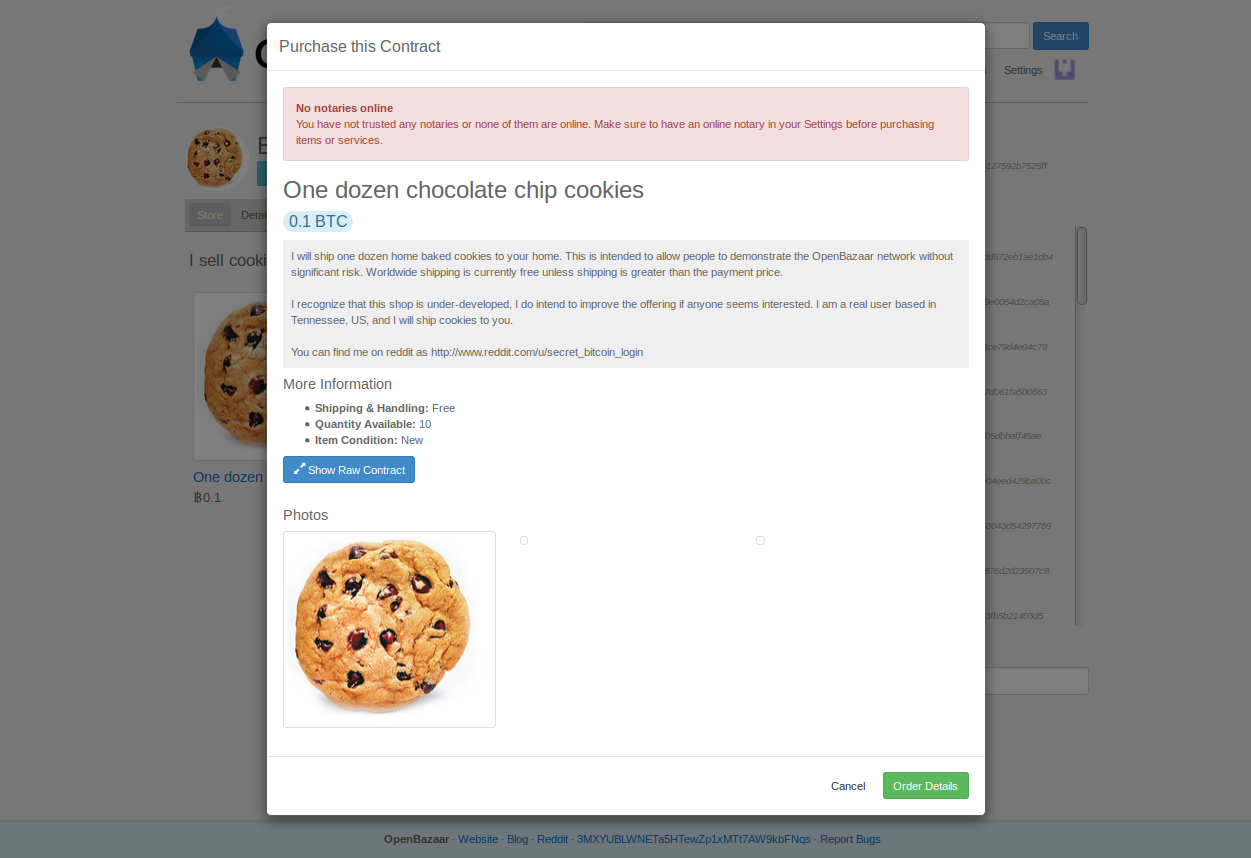 Purchase this Contract
Search
Settings
No notaries online
You have not trusted any notaries or none of them are online. Make sure to have an online notary in your Settings before purchasing
items or services.
127592b7525ff
One dozen chocolate chip cookies
Store
0.1 BTC
I will ship one dozen home baked cookies to your home. This is intended to allow people to demonstrate the OpenBazaar network without
significant risk. Worldwide shipping is currently free unless shipping is greater than the payment price.
I sell cooki
dd672eb1ae1db4
I recognize that this shop is under-developed, I do intend to improve the offering if anyone seems interested. I am a real user based in
Tennessee, US, and I will ship cookies to you.
9e0054d2ca05a
You can find me on reddit as http://www.reddit.com/u/secret_bitcoin_login
ce79d4e04c79
More Information
7d061fa500663
Shipping & Handling: Free
Quantity Available: 10
Item Condition: New
05dbbaff45ae
Show Raw Contract
One dozen
฿0.1
04eed429ba00c
Photos
8043d54297789
876d2d23507c8
3fb5b21403d5
Cancel
Order Details
OpenBazaar · Website · Blog · Reddit · 3MXYUBLWNETa5HTewZp1xMTt7AW9kbFNqs · Report Bugs